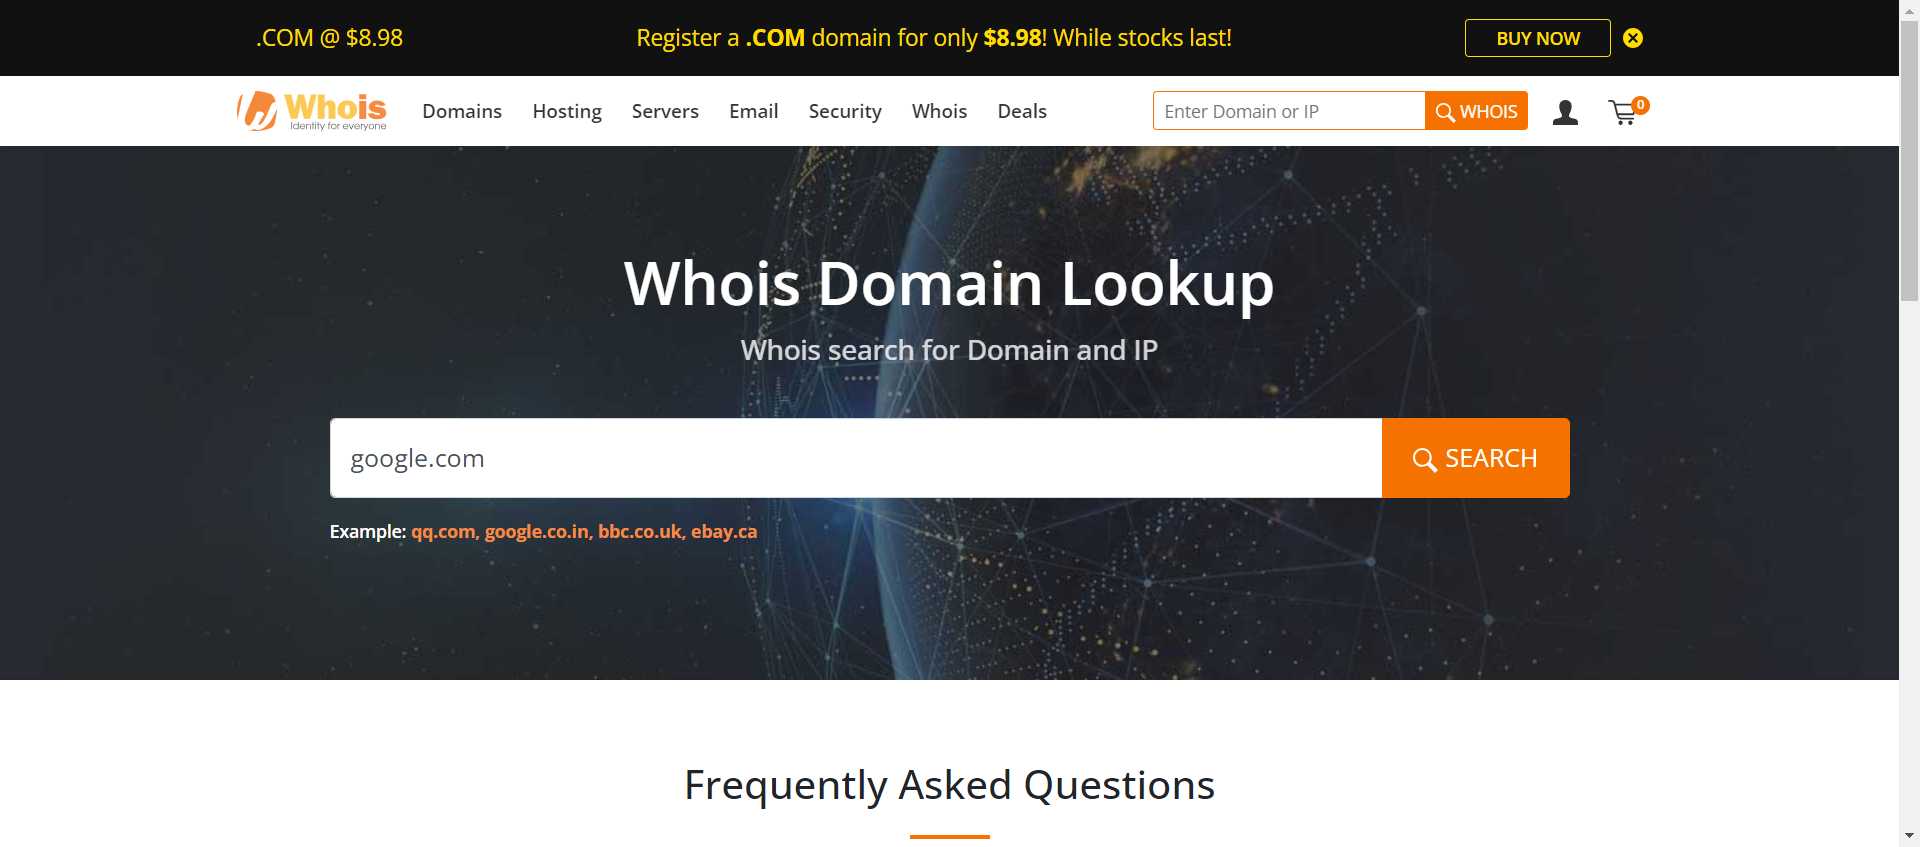 .COM @ $8.98
Register a .COM domain for only $8.98! While stocks last!
BUY NOW
Whois
Identity for everyone
Domains Hosting Servers Email Security Whois Deals
Enter Domain or IP
WHOIS
0
Whois Domain Lookup
Whois search for Domain and IP
google.com
SEARCH
Example: qq.com, google.co.in, bbc.co.uk, ebay.ca
Frequently Asked Questions